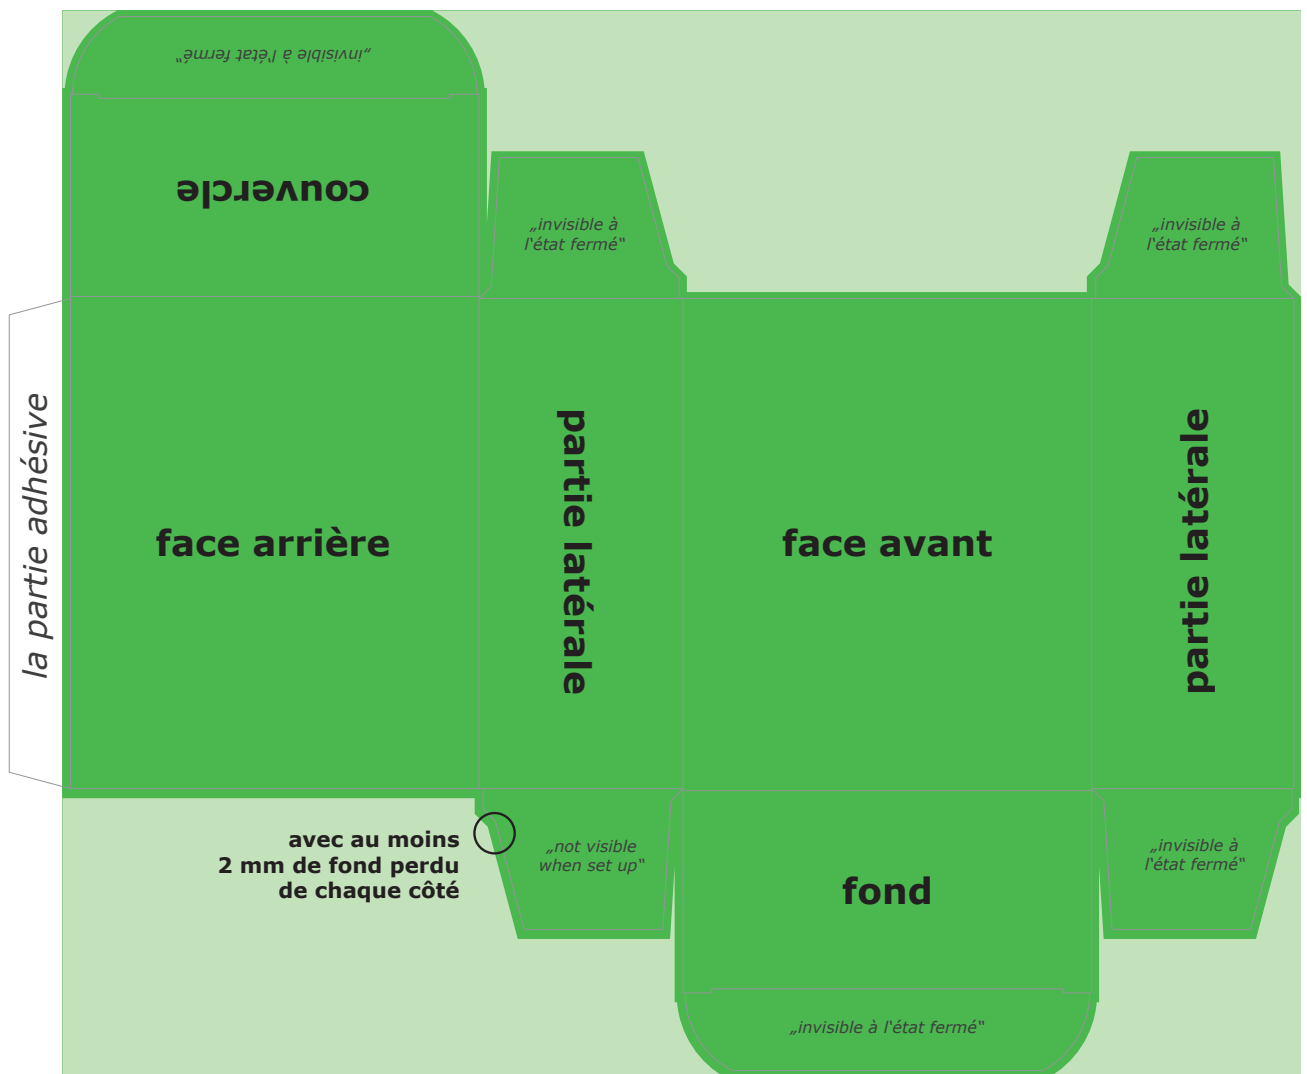 „invisible à l‘état fermé“
couvercle
„invisible à
l‘état fermé“
„invisible à
l‘état fermé“
la partie adhésive
face arrière
partie latérale
face avant
partie latérale
avec au moins
2 mm de fond perdu
de chaque côté
„not visible
when set up“
fond
„invisible à
l‘état fermé“
„invisible à l‘état fermé“